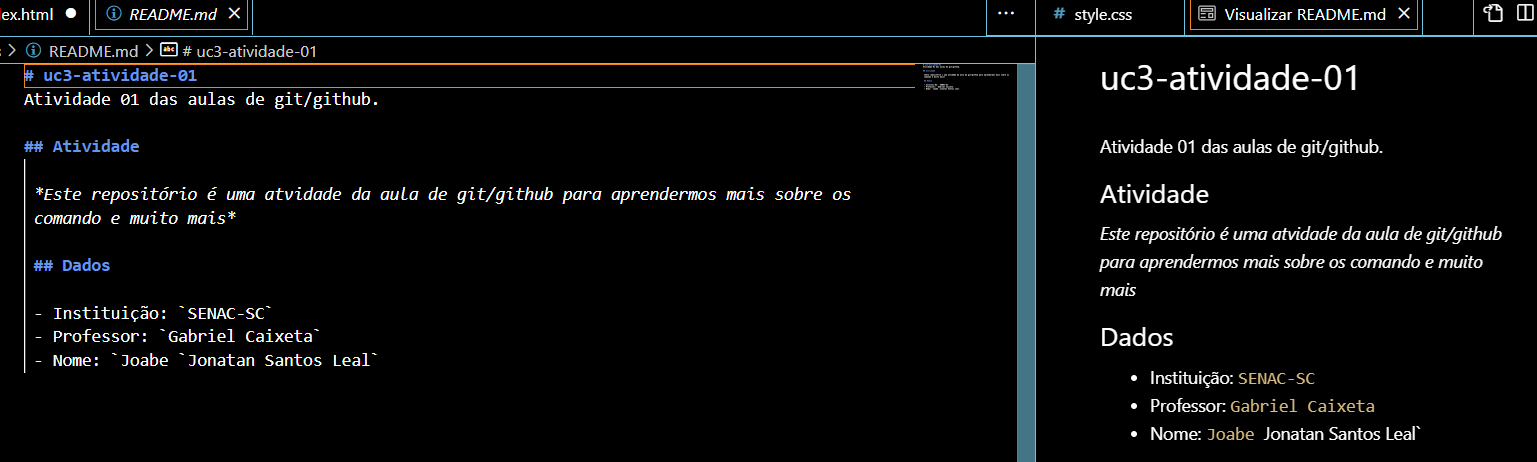 ex.html ● README.md × ··· # style.css Visualizar README.md ×
s > README.md > abc # uc3-atividade-01
# uc3-atividade-01
Atividade 01 das aulas de git/github.
## Atividade
*Este repositório é uma atvidade da aula de git/github para aprendermos mais sobre os
comando e muito mais*
## Dados
- Instituição: `SENAC-SC`
- Professor: `Gabriel Caixeta`
- Nome: `Joabe `Jonatan Santos Leal`
uc3-atividade-01
Atividade 01 das aulas de git/github.
Atividade
Este repositório é uma atvidade da aula de git/github
para aprendermos mais sobre os comando e muito
mais
Dados
• Instituição: SENAC-SC
• Professor: Gabriel Caixeta
• Nome: Joabe Jonatan Santos Leal`